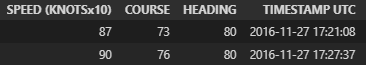 SPEED (KNOTSx10) COURSE HEADING TIMESTAMP UTC
87 73 80 2016-11-27 17:21:08
90 76 80 2016-11-27 17:27:37